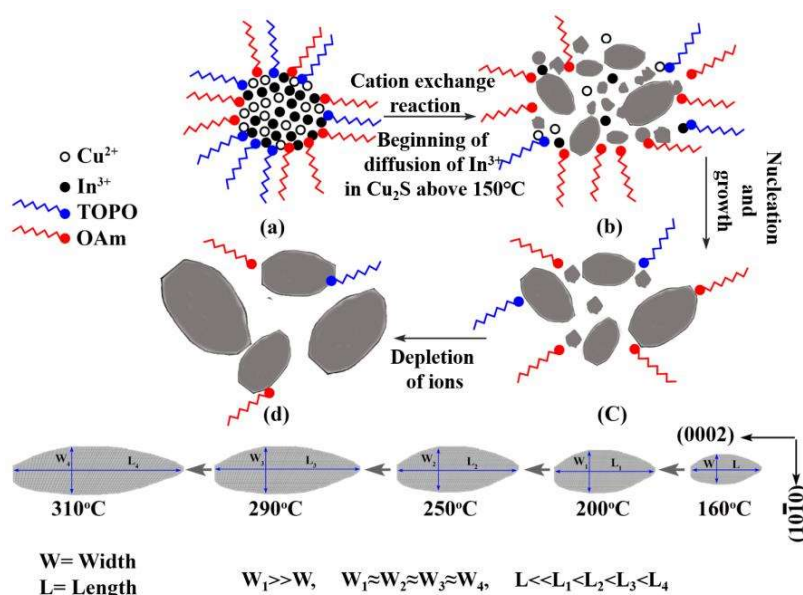 Cation exchange
reaction
Beginning of
diffusion of In³⁺
in Cu₂S above 150°C
Cu²⁺
In³⁺
TOPO
OAm
(a)
(b)
Nucleation
and
growth
Depletion
of ions
(d)
(C)
(0002)
(1̄010)
W₄
L₄
W₃
L₃
W₂
L₂
W₁
L₁
W
L
310°C
290°C
250°C
200°C
160°C
W= Width
L= Length
W₁>>W, W₁≈W₂≈W₃≈W₄, L<<L₁<L₂<L₃<L₄